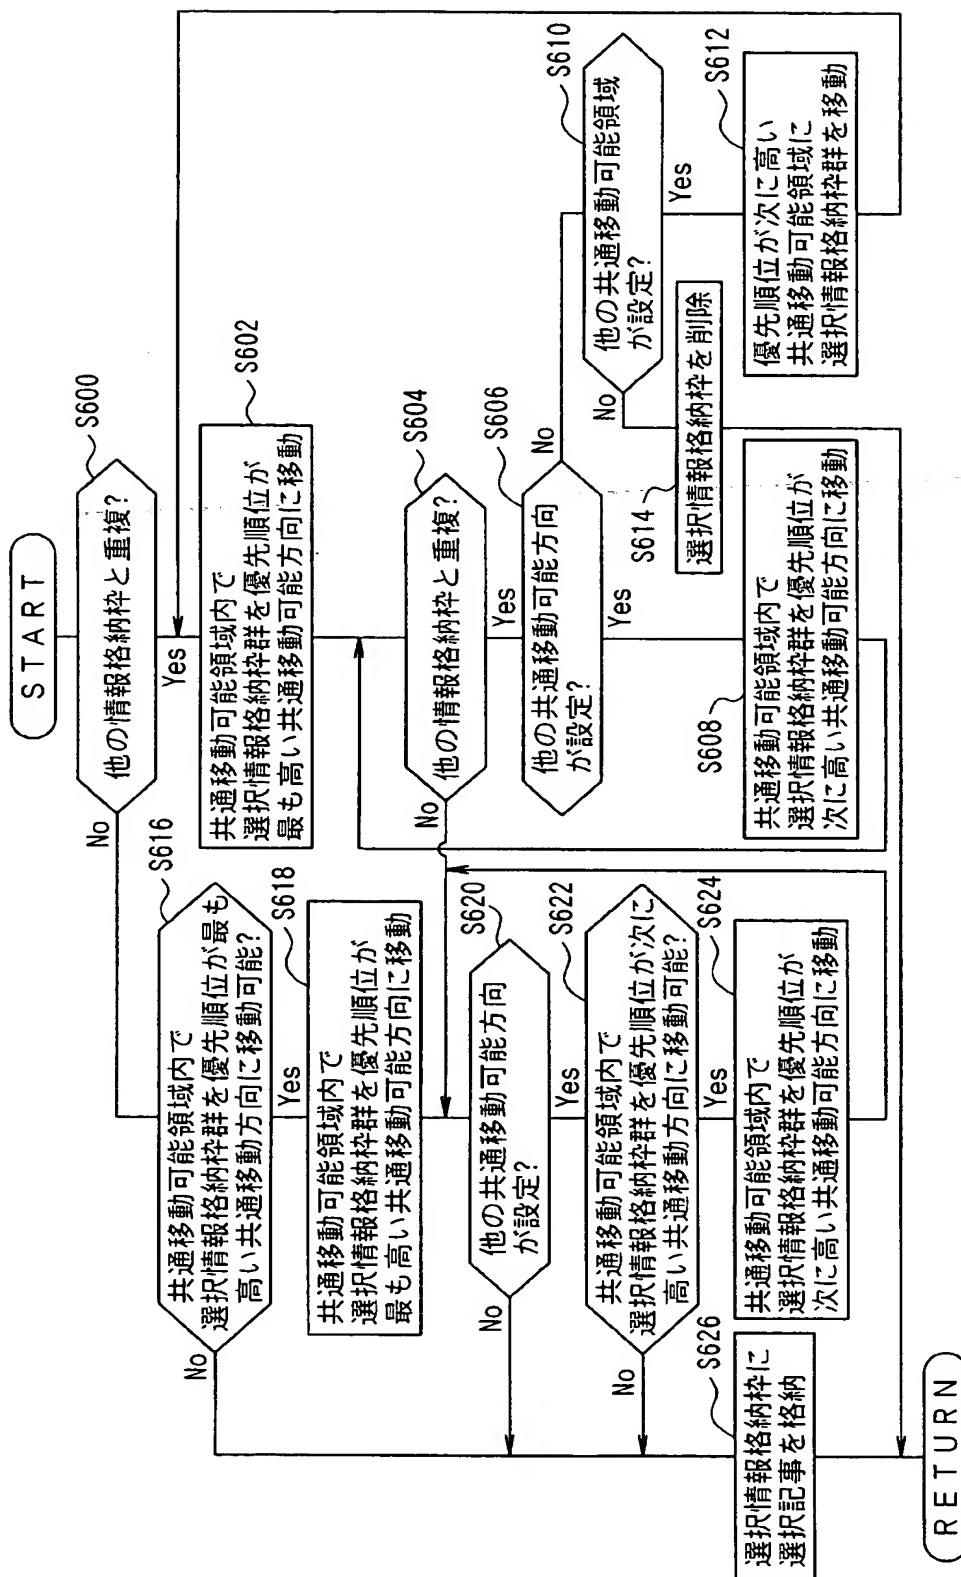 START
S600
他の情報格納枠と重複?
Yes
No
S602
共通移動可能領域内で
選択情報格納枠群を優先順位が
最も高い共通移動可能方向に移動
S604
他の情報格納枠と重複?
Yes
No
S606
他の共通移動可能方向
が設定?
Yes
No
S608
共通移動可能領域内で
選択情報格納枠群を優先順位が
次に高い共通移動可能方向に移動
S610
他の共通移動可能領域
が設定?
Yes
No
S612
優先順位が次に高い
共通移動可能領域に
選択情報格納枠群を移動
S614
選択情報格納枠を削除
S616
共通移動可能領域内で
選択情報格納枠群を優先順位が最も
高い共通移動方向に移動可能?
Yes
No
S618
共通移動可能領域内で
選択情報格納枠群を優先順位が
最も高い共通移動可能方向に移動
S620
他の共通移動可能方向
が設定?
Yes
No
S622
共通移動可能領域内で
選択情報格納枠群を優先順位が次に
高い共通移動方向に移動可能?
Yes
No
S624
共通移動可能領域内で
選択情報格納枠群を優先順位が
次に高い共通移動可能方向に移動
S626
選択情報格納枠に
選択記事を格納
RETURN